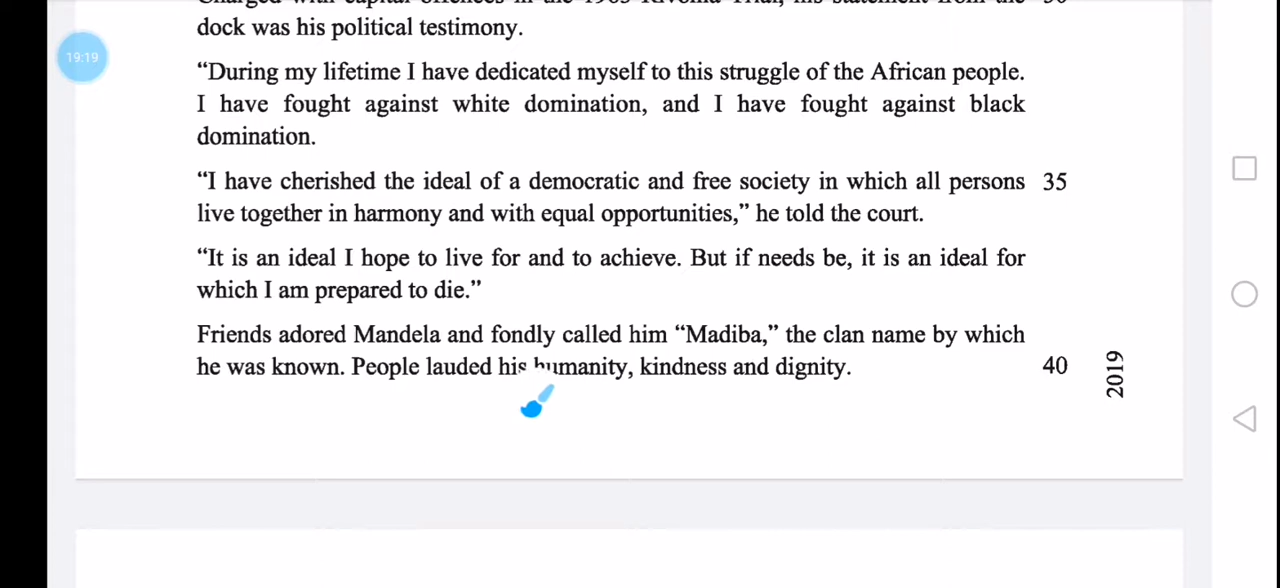 dock was his political testimony.
19:19
“During my lifetime I have dedicated myself to this struggle of the African people.
I have fought against white domination, and I have fought against black
domination.
“I have cherished the ideal of a democratic and free society in which all persons 35
live together in harmony and with equal opportunities,” he told the court.
“It is an ideal I hope to live for and to achieve. But if needs be, it is an ideal for
which I am prepared to die.”
Friends adored Mandela and fondly called him “Madiba,” the clan name by which
he was known. People lauded his humanity, kindness and dignity. 40
2019